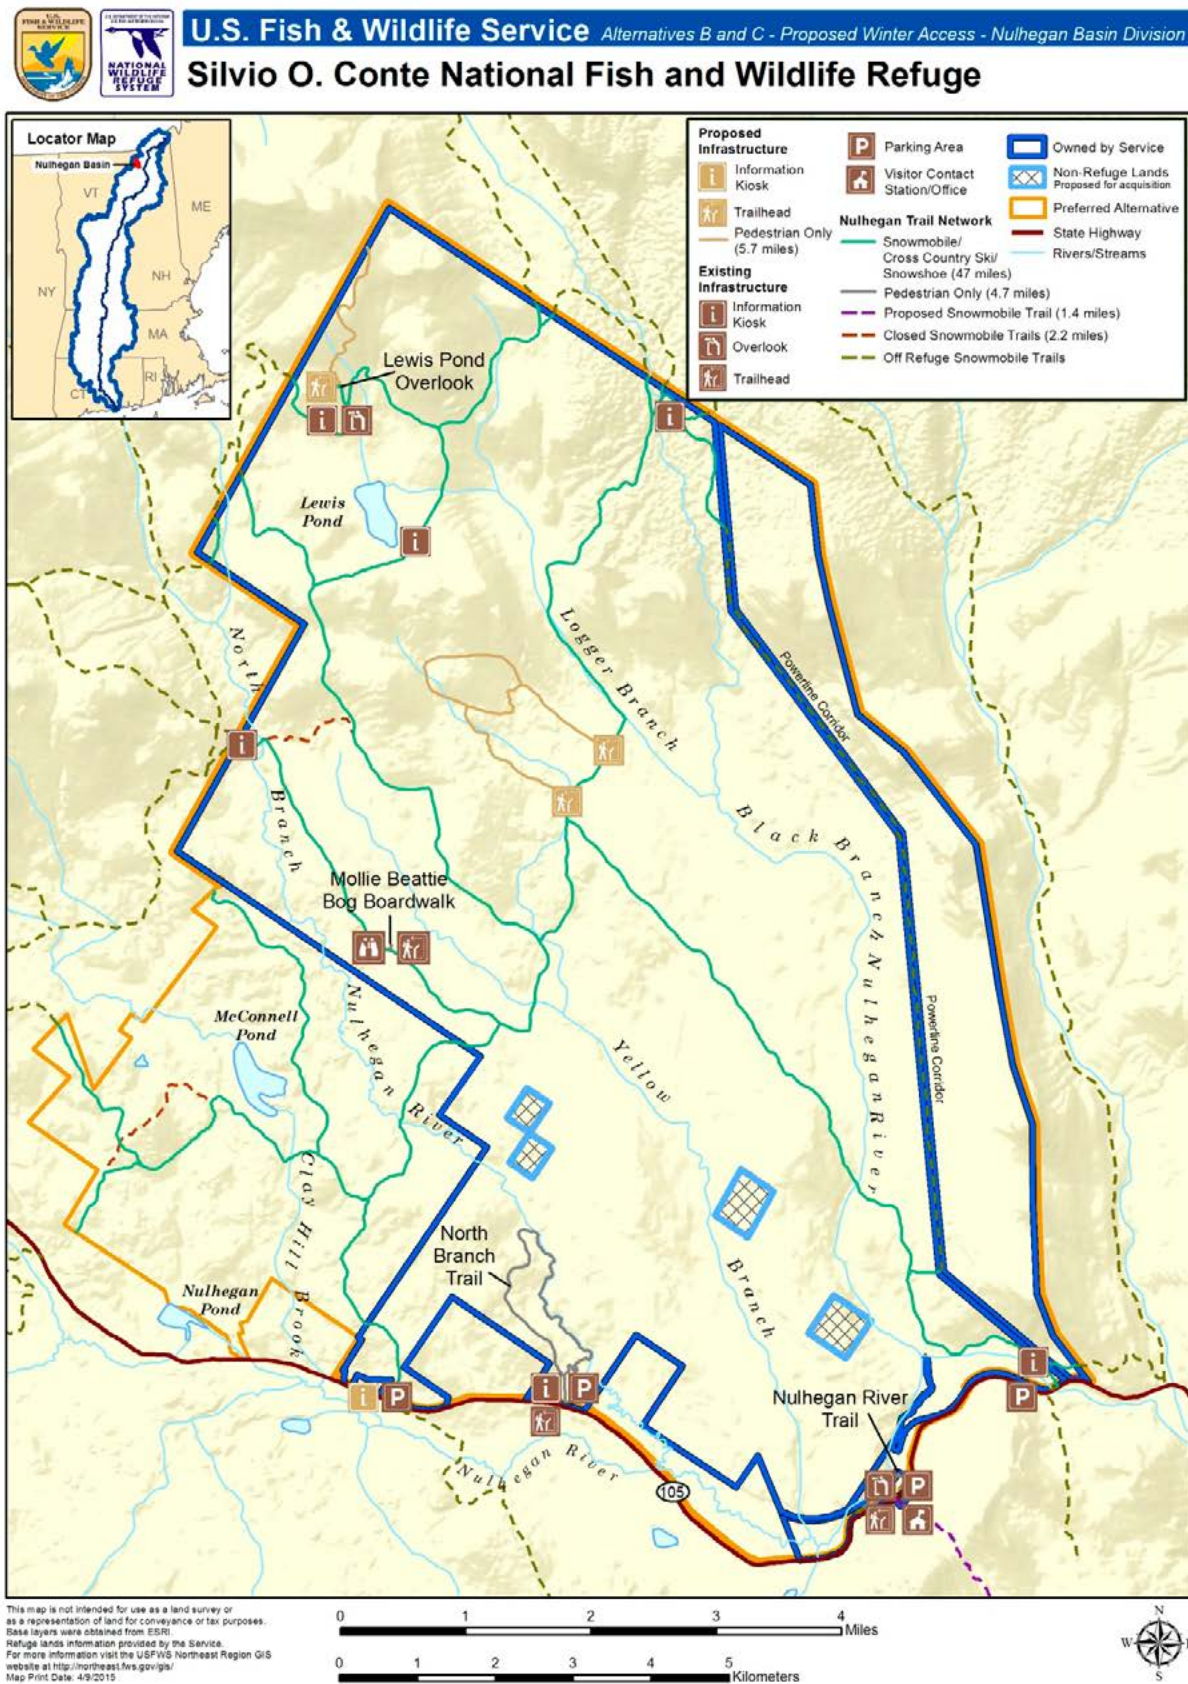 U.S.
FISH & WILDLIFE
SERVICE
NATIONAL
WILDLIFE
REFUGE
SYSTEM
U.S. Fish & Wildlife Service Alternatives B and C - Proposed Winter Access - Nulhegan Basin Division
Silvio O. Conte National Fish and Wildlife Refuge
Locator Map
Nulhegan Basin
VT
ME
NH
NY
MA
CT
RI
Proposed
Infrastructure
Information
Kiosk
Trailhead
Pedestrian Only
(5.7 miles)
Existing
Infrastructure
Information
Kiosk
Overlook
Trailhead
P
Parking Area
Visitor Contact
Station/Office
Nulhegan Trail Network
Snowmobile/
Cross Country Ski/
Snowshoe (47 miles)
Pedestrian Only (4.7 miles)
Proposed Snowmobile Trail (1.4 miles)
Closed Snowmobile Trails (2.2 miles)
Off Refuge Snowmobile Trails
Owned by Service
Non-Refuge Lands
Proposed for acquisition
Preferred Alternative
State Highway
Rivers/Streams
Lewis Pond
Overlook
Lewis
Pond
North
Branch
Nulhegan
River
Logger Branch
Powerline Corridor
Black Branch Nulhegan River
Powerline Corridor
Mollie Beattie
Bog Boardwalk
McConnell
Pond
Yellow
Branch
Clay Hill Brook
North
Branch
Trail
Nulhegan
Pond
Nulhegan River
Trail
Nulhegan River
105
P
P
P
P
This map is not intended for use as a land survey or
as a representation of land for conveyance or tax purposes.
Base layers were obtained from ESRI.
Refuge lands information provided by the Service.
For more information visit the USFWS Northeast Region GIS
website at http://northeast.fws.gov/gis/
Map Print Date: 4/9/2015
0 1 2 3 4
Miles
0 1 2 3 4 5
Kilometers
N
W
S